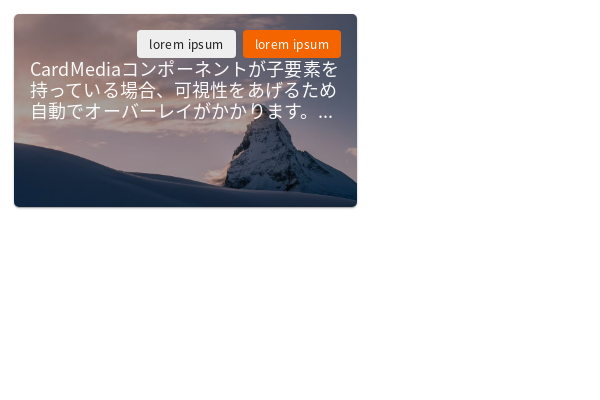 lorem ipsum lorem ipsum
CardMediaコンポーネントが子要素を
持っている場合、可視性をあげるため
自動でオーバーレイがかかります。...